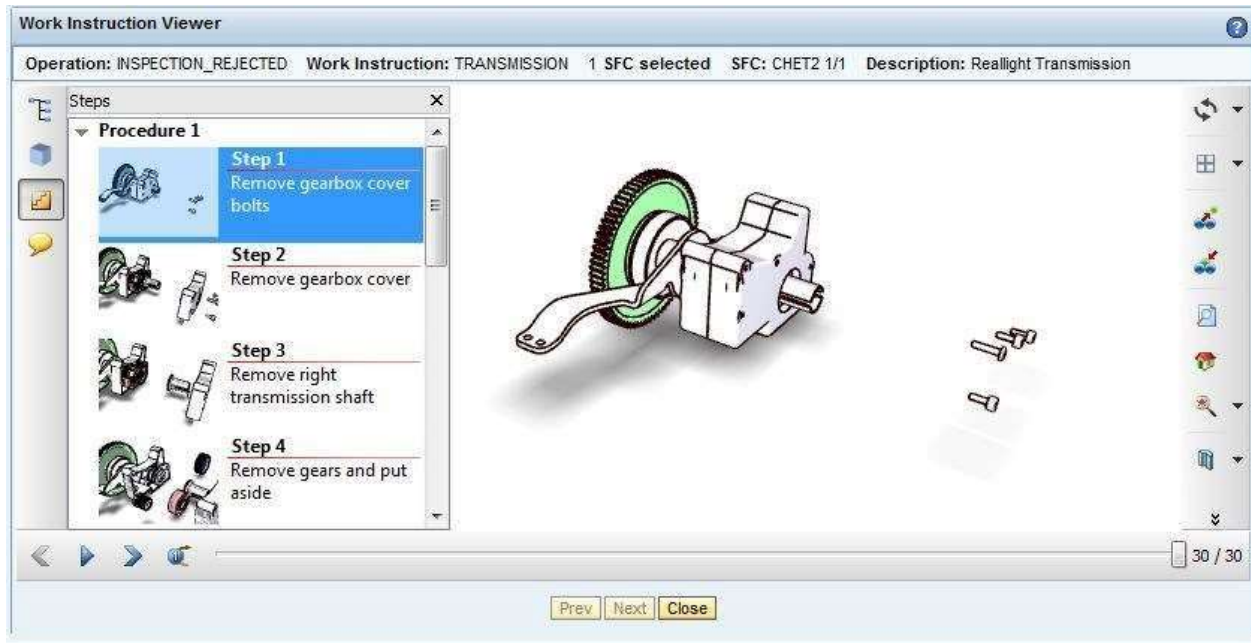 Work Instruction Viewer
Operation: INSPECTION_REJECTED Work Instruction: TRANSMISSION 1 SFC selected SFC: CHET2 1/1 Description: Reallight Transmission
Steps
Procedure 1
Step 1
Remove gearbox cover
bolts
Step 2
Remove gearbox cover
Step 3
Remove right
transmission shaft
Step 4
Remove gears and put
aside
30 / 30
Prev Next Close